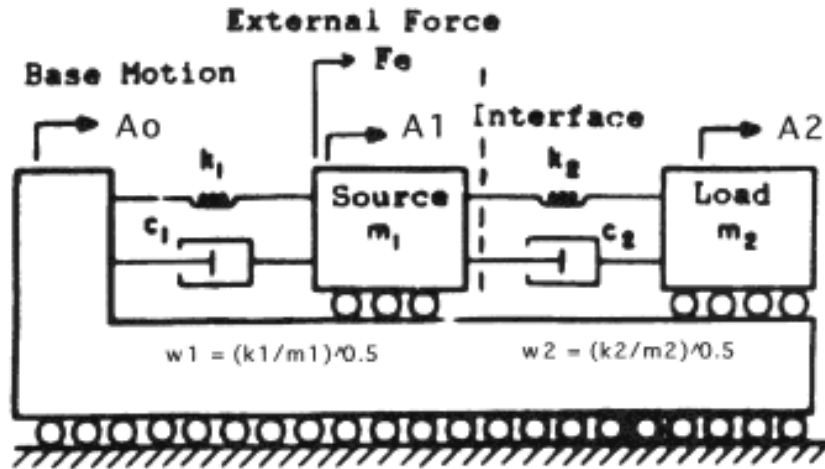 External Force
Fe
Base Motion
Ao
A1
Interface
A2
k1
k2
Source
m1
Load
m2
c1
c2
w1 = (k1/m1)^0.5
w2 = (k2/m2)^0.5